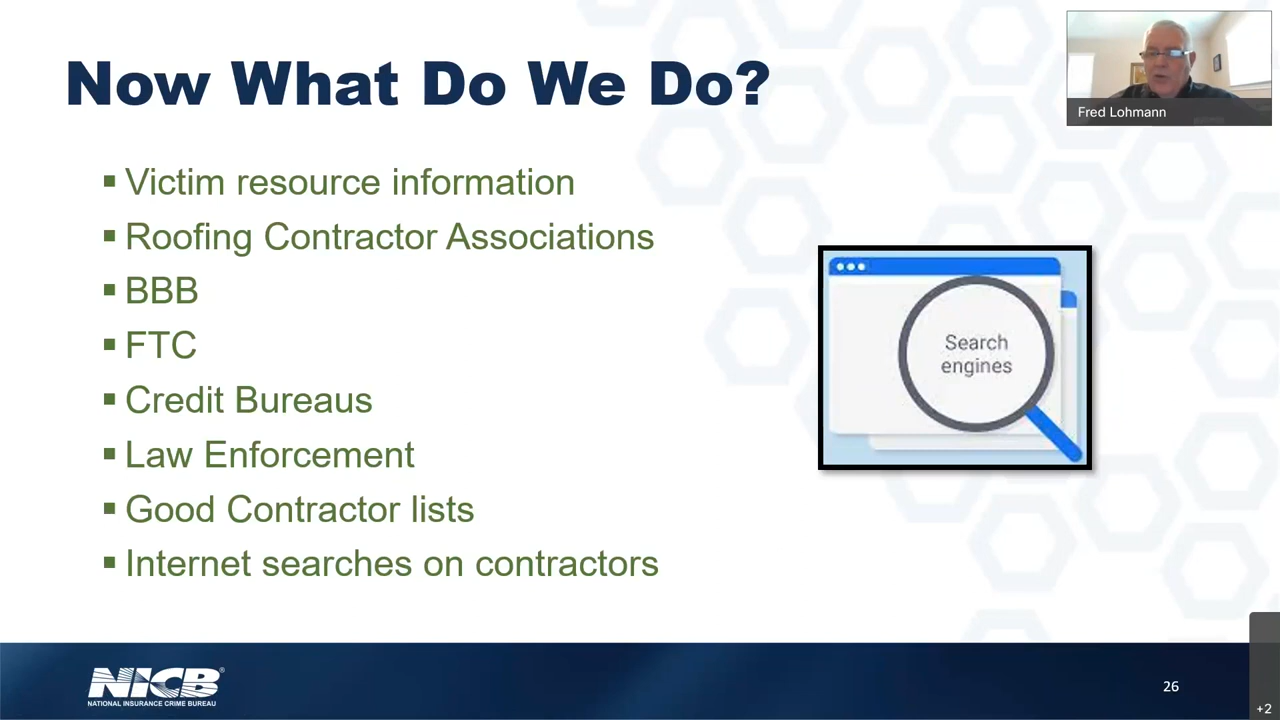 Now What Do We Do?
Fred Lohmann
▪ Victim resource information
▪ Roofing Contractor Associations
▪ BBB
▪ FTC
▪ Credit Bureaus
▪ Law Enforcement
▪ Good Contractor lists
▪ Internet searches on contractors
Search
engines
NICB®
NATIONAL INSURANCE CRIME BUREAU
26
+2